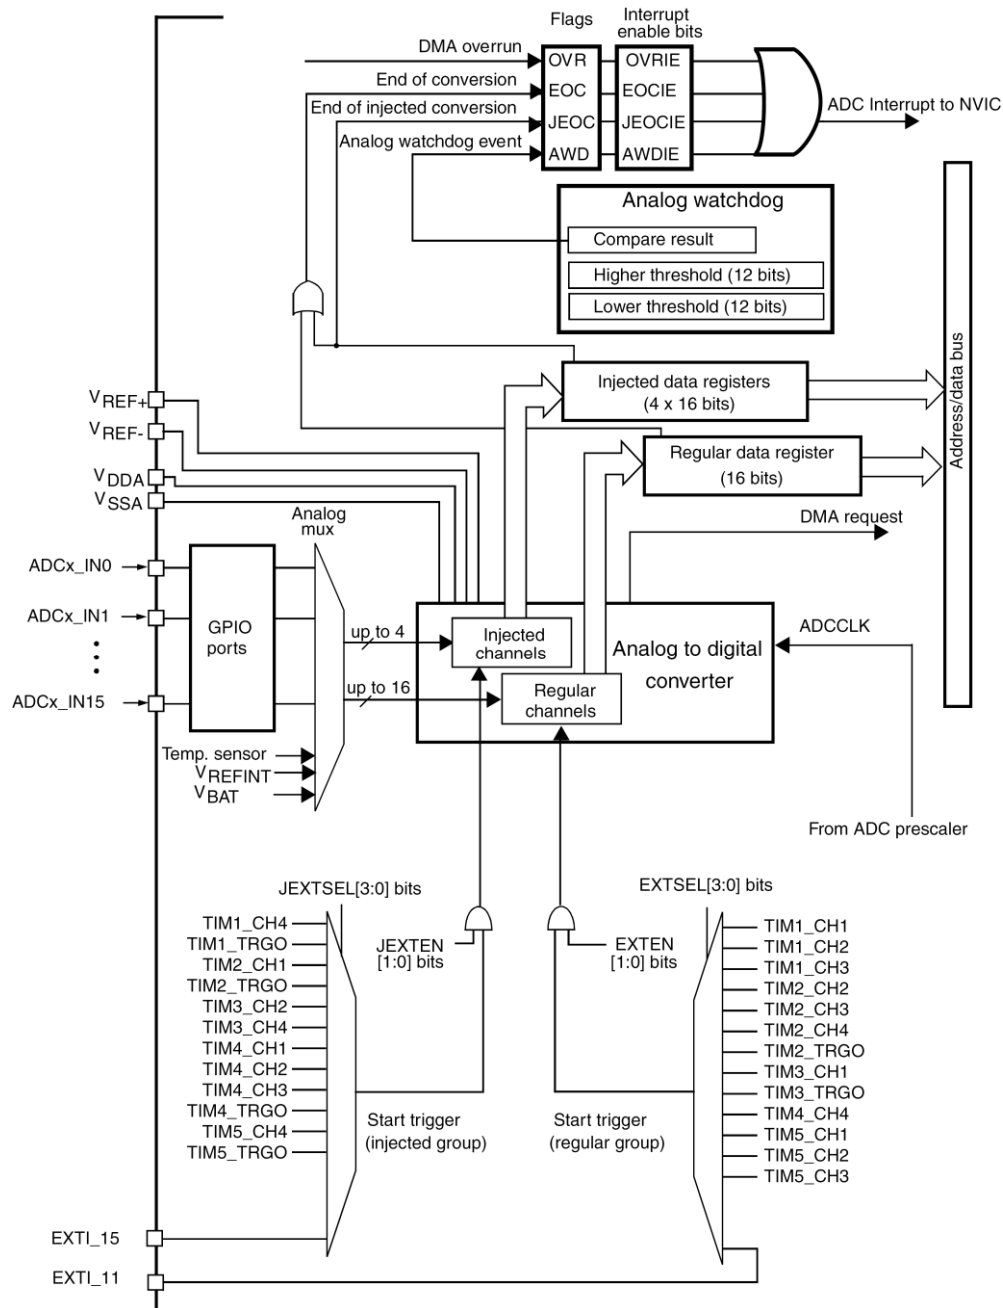 Flags
Interrupt
enable bits
DMA overrun
OVR
OVRIE
End of conversion
EOC
EOCIE
End of injected conversion
JEOC
JEOCIE
ADC Interrupt to NVIC
Analog watchdog event
AWD
AWDIE
Analog watchdog
Compare result
Higher threshold (12 bits)
Lower threshold (12 bits)
Address/data bus
Injected data registers
(4 x 16 bits)
Regular data register
(16 bits)
VREF+
VREF-
VDDA
VSSA
Analog
mux
DMA request
ADCx_IN0
ADCx_IN1
ADCx_IN15
GPIO
ports
up to 4
up to 16
Injected
channels
Regular
channels
Analog to digital
converter
ADCCLK
Temp. sensor
VREFINT
VBAT
From ADC prescaler
JEXTSEL[3:0] bits
EXTSEL[3:0] bits
TIM1_CH4
TIM1_TRGO
TIM2_CH1
TIM2_TRGO
TIM3_CH2
TIM3_CH4
TIM4_CH1
TIM4_CH2
TIM4_CH3
TIM4_TRGO
TIM5_CH4
TIM5_TRGO
JEXTEN
[1:0] bits
EXTEN
[1:0] bits
Start trigger
(injected group)
Start trigger
(regular group)
TIM1_CH1
TIM1_CH2
TIM1_CH3
TIM2_CH2
TIM2_CH3
TIM2_CH4
TIM2_TRGO
TIM3_CH1
TIM3_TRGO
TIM4_CH4
TIM5_CH1
TIM5_CH2
TIM5_CH3
EXTI_15
EXTI_11